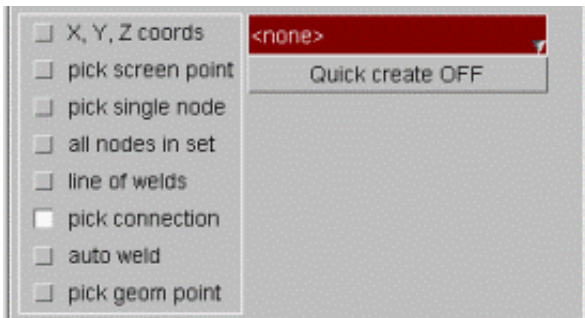 X, Y, Z coords
pick screen point
pick single node
all nodes in set
line of welds
pick connection
auto weld
pick geom point
<none>
Quick create OFF